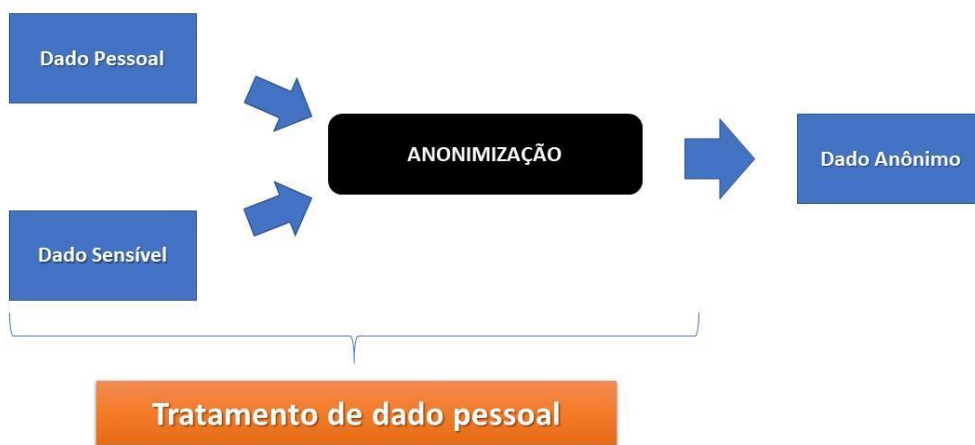 Dado Pessoal
ANONIMIZAÇÃO
Dado Anônimo
Dado Sensível
Tratamento de dado pessoal